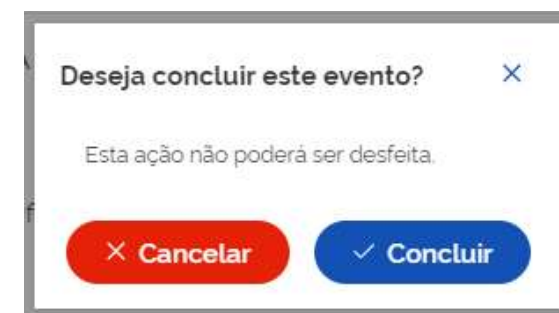 Deseja concluir este evento?
Esta ação não poderá ser desfeita.
Cancelar
Concluir